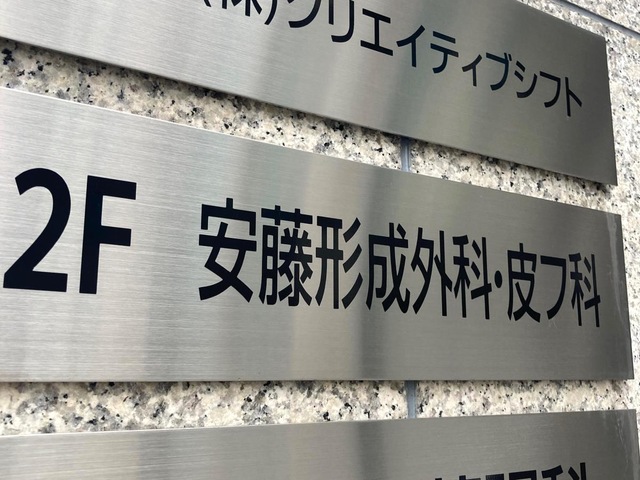 (株)クリエイティブシフト
2F 安藤形成外科・皮フ科